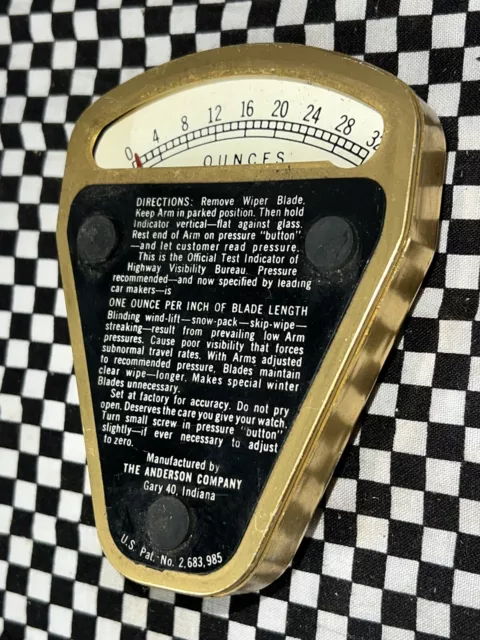 0 4 8 12 16 20 24 28 32
OUNCES
DIRECTIONS: Remove Wiper Blade.
Keep Arm in parked position. Then hold
Indicator vertical—flat against glass.
Rest end of Arm on pressure "button"
—and let customer read pressure.
This is the Official Test Indicator of
Highway Visibility Bureau. Pressure
recommended—and now specified by leading
car makers—is
ONE OUNCE PER INCH OF BLADE LENGTH
Blinding wind-lift—snow-pack—skip-wipe—
streaking—result from prevailing low Arm
pressures. Cause poor visibility that forces
subnormal travel rates. With Arms adjusted
to recommended pressure, Blades maintain
clear wipe—longer. Makes special winter
Blades unnecessary.
Set at factory for accuracy. Do not pry
open. Deserves the care you give your watch.
Turn small screw in pressure "button"
slightly—if ever necessary to adjust
to zero.
Manufactured by
THE ANDERSON COMPANY
Gary 40, Indiana
U.S. Pat. No. 2,683,985